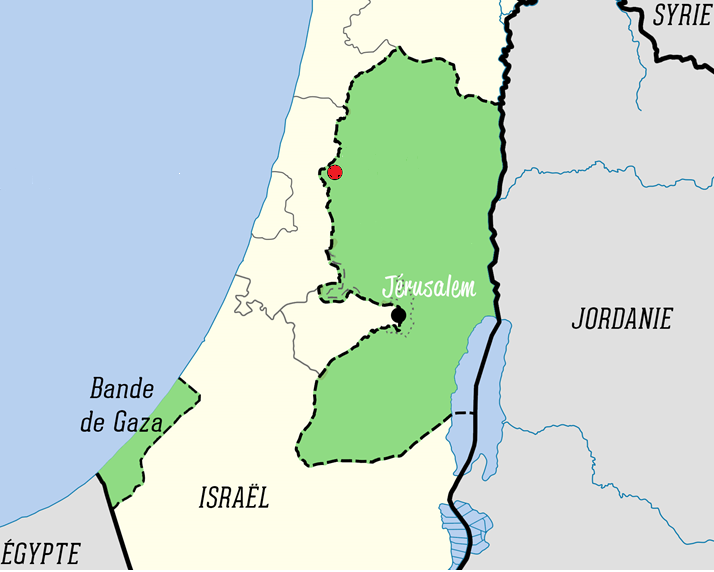 SYRIE
Jérusalem
JORDANIE
Bande
de Gaza
ISRAËL
ÉGYPTE